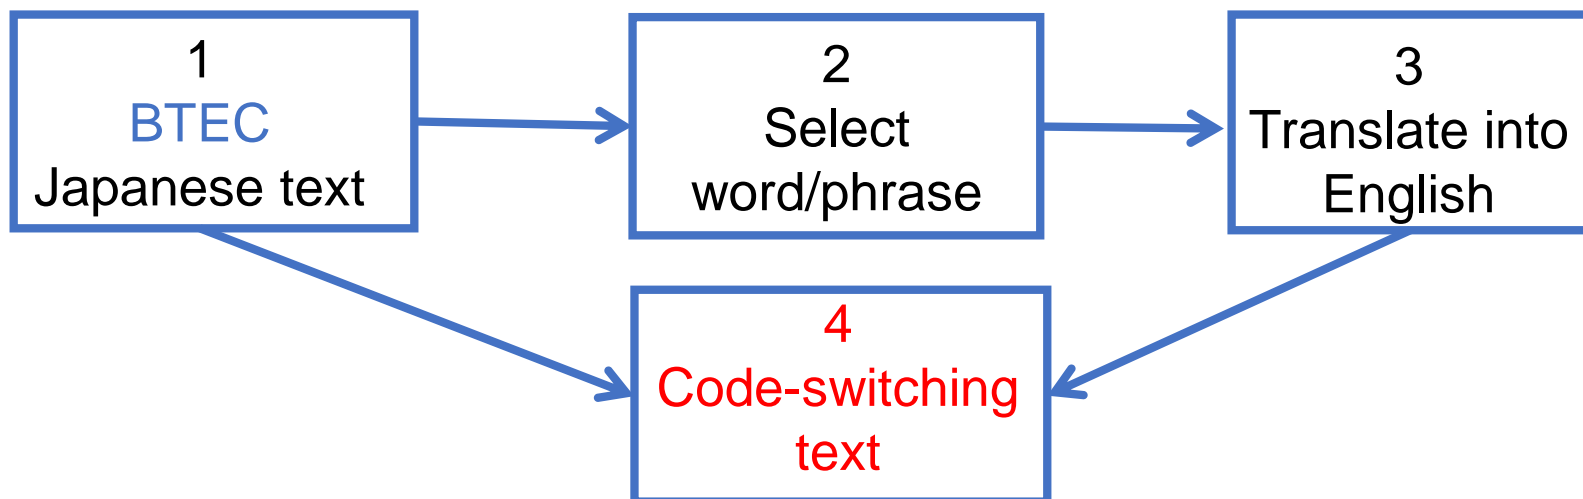 1
BTEC
Japanese text
2
Select
word/phrase
3
Translate into
English
4
Code-switching
text